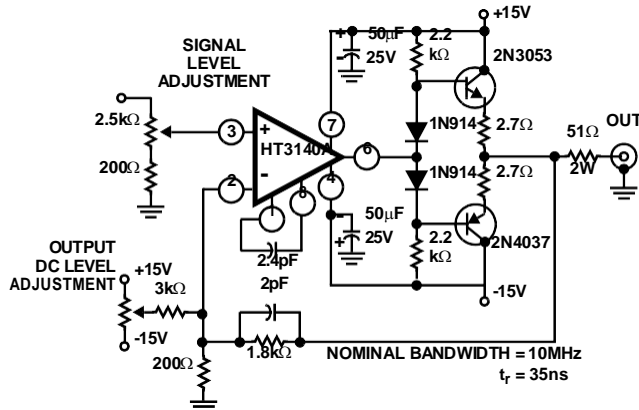 +15V
50μF
25V
2.2
kΩ
2N3053
SIGNAL
LEVEL
ADJUSTMENT
2.5kΩ
200Ω
3
+
HT3140A
7
6
2
-
4
1
8
1N914
1N914
2.7Ω
2.7Ω
OUT
51Ω
2W
+
-
-
+
50μF
25V
2.2
kΩ
2N4037
-15V
2.4pF
2pF
1.8kΩ
OUTPUT
DC LEVEL
ADJUSTMENT
+15V
3kΩ
-15V
200Ω
NOMINAL BANDWIDTH = 10MHz
tr = 35ns